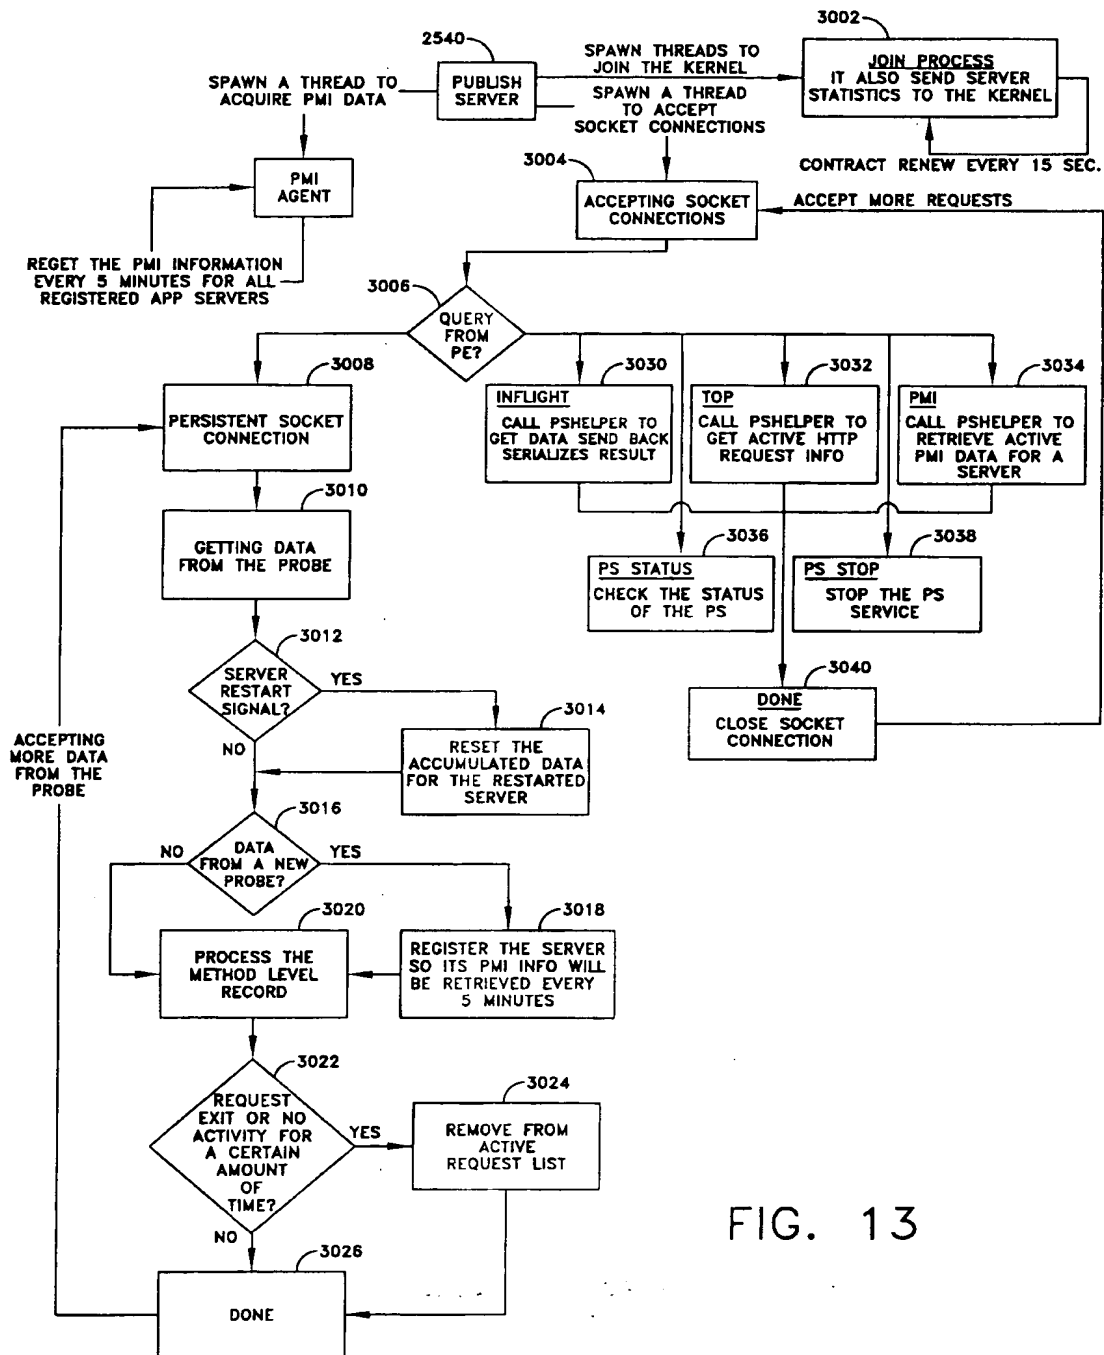 3002
2540
SPAWN THREADS TO
JOIN THE KERNEL
JOIN PROCESS
IT ALSO SEND SERVER
STATISTICS TO THE KERNEL
SPAWN A THREAD TO
ACQUIRE PMI DATA
PUBLISH
SERVER
SPAWN A THREAD
TO ACCEPT
SOCKET CONNECTIONS
CONTRACT RENEW EVERY 15 SEC.
3004
PMI
AGENT
ACCEPTING SOCKET
CONNECTIONS
ACCEPT MORE REQUESTS
REGET THE PMI INFORMATION
EVERY 5 MINUTES FOR ALL
REGISTERED APP SERVERS
3006
QUERY
FROM
PE?
3008
PERSISTENT SOCKET
CONNECTION
3030
INFLIGHT
CALL PSHELPER TO
GET DATA SEND BACK
SERIALIZES RESULT
3032
TOP
CALL PSHELPER TO
GET ACTIVE HTTP
REQUEST INFO
3034
PMI
CALL PSHELPER TO
RETRIEVE ACTIVE
PMI DATA FOR A
SERVER
3010
GETTING DATA
FROM THE PROBE
3036
PS STATUS
CHECK THE STATUS
OF THE PS
3038
PS STOP
STOP THE PS
SERVICE
3012
SERVER
RESTART
SIGNAL?
YES
NO
3014
RESET THE
ACCUMULATED DATA
FOR THE RESTARTED
SERVER
3040
DONE
CLOSE SOCKET
CONNECTION
ACCEPTING
MORE DATA
FROM THE
PROBE
3016
DATA
FROM A NEW
PROBE?
NO
YES
3020
PROCESS THE
METHOD LEVEL
RECORD
3018
REGISTER THE SERVER
SO ITS PMI INFO WILL
BE RETRIEVED EVERY
5 MINUTES
3022
REQUEST
EXIT OR NO
ACTIVITY FOR
A CERTAIN
AMOUNT
OF
TIME?
YES
NO
3024
REMOVE FROM
ACTIVE
REQUEST LIST
3026
DONE
FIG. 13